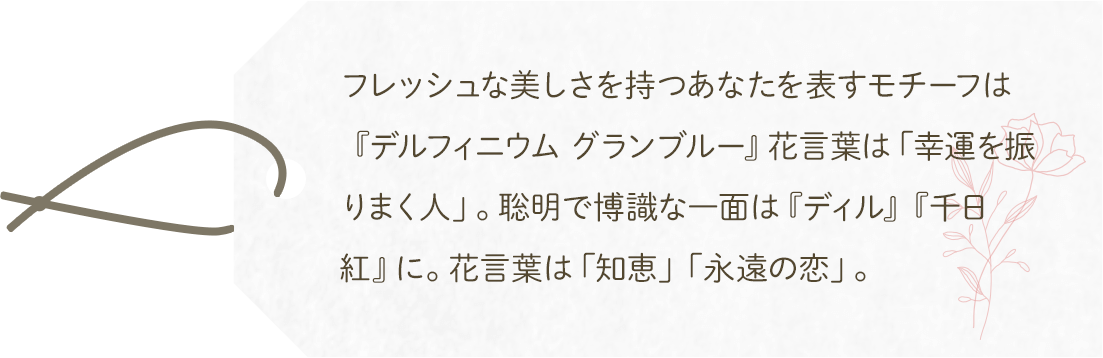 フレッシュな美しさを持つあなたを表すモチーフは
『デルフィニウム グランブルー』花言葉は「幸運を振
りまく人」。聡明で博識な一面は『ディル』『千日
紅』に。花言葉は「知恵」「永遠の恋」。